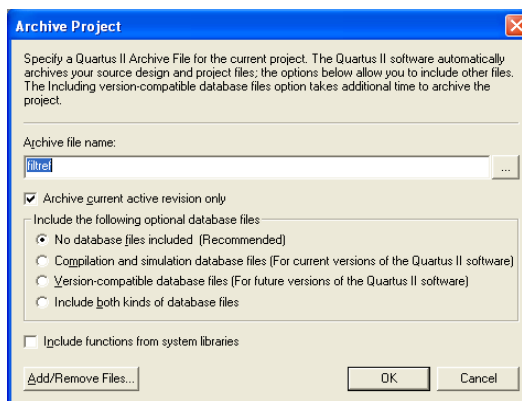 Archive Project
Specify a Quartus II Archive File for the current project. The Quartus II software automatically
archives your source design and project files; the options below allow you to include other files.
The Including version-compatible database files option takes additional time to archive the
project.
Archive file name:
filtref
...
Archive current active revision only
Include the following optional database files
No database files included (Recommended)
Compilation and simulation database files (For current versions of the Quartus II software)
Version-compatible database files (For future versions of the Quartus II software)
Include both kinds of database files
Include functions from system libraries
Add/Remove Files...
OK
Cancel